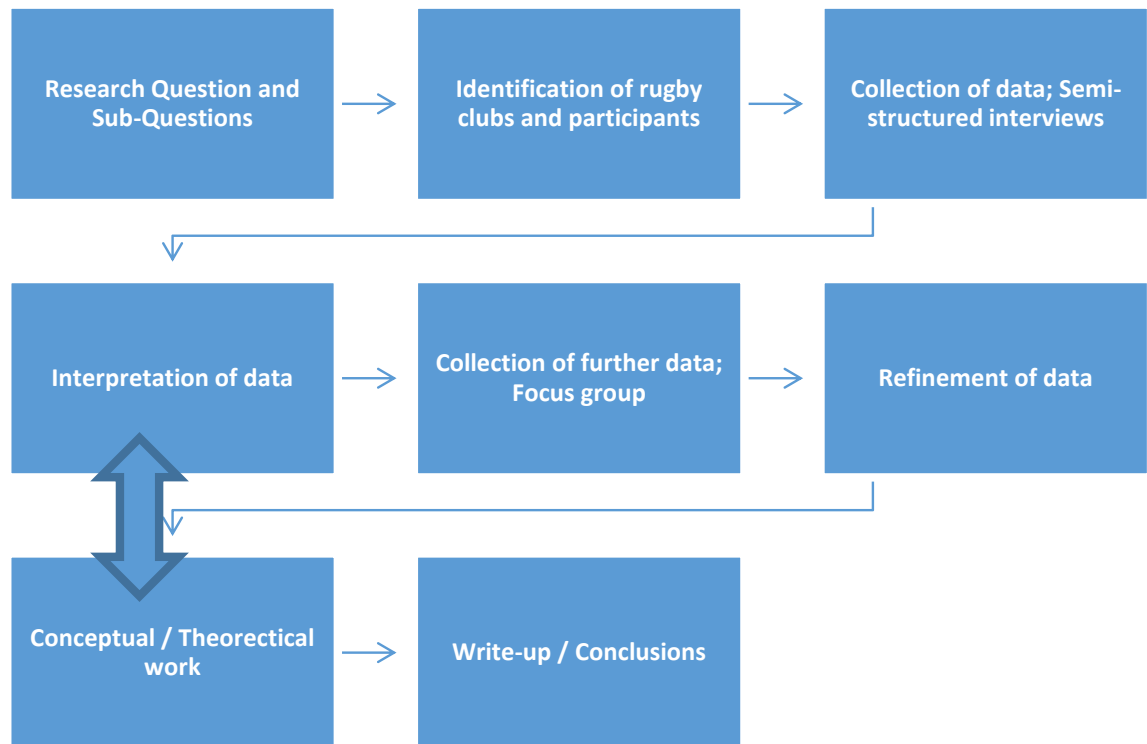 Research Question and
Sub-Questions
Identification of rugby
clubs and participants
Collection of data; Semi-
structured interviews
Interpretation of data
Collection of further data;
Focus group
Refinement of data
Conceptual / Theorectical
work
Write-up / Conclusions